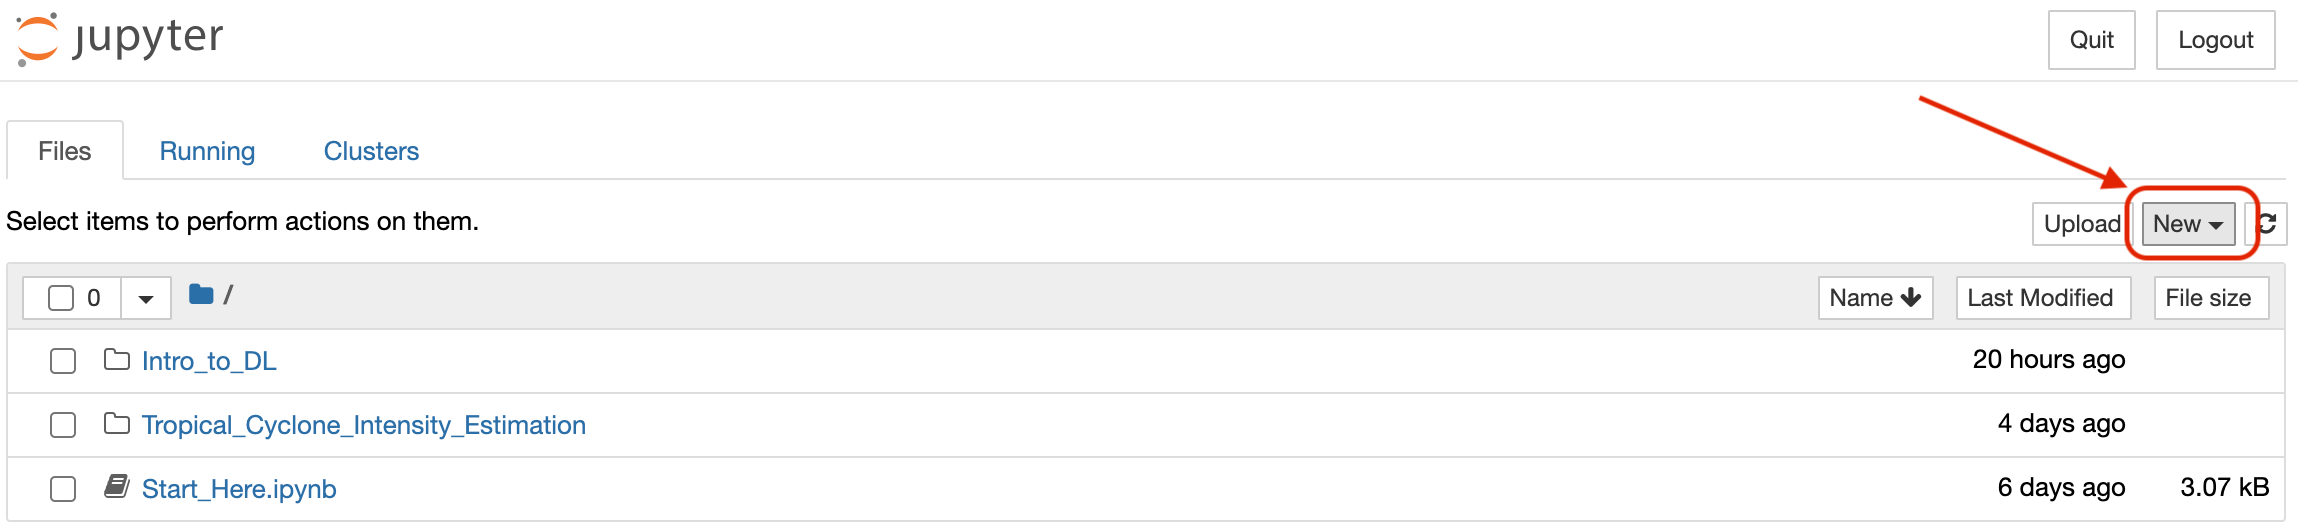 jupyter
Quit Logout
Files Running Clusters
Select items to perform actions on them.
Upload New
0 / Name Last Modified File size
Intro_to_DL 20 hours ago
Tropical_Cyclone_Intensity_Estimation 4 days ago
Start_Here.ipynb 6 days ago 3.07 kB